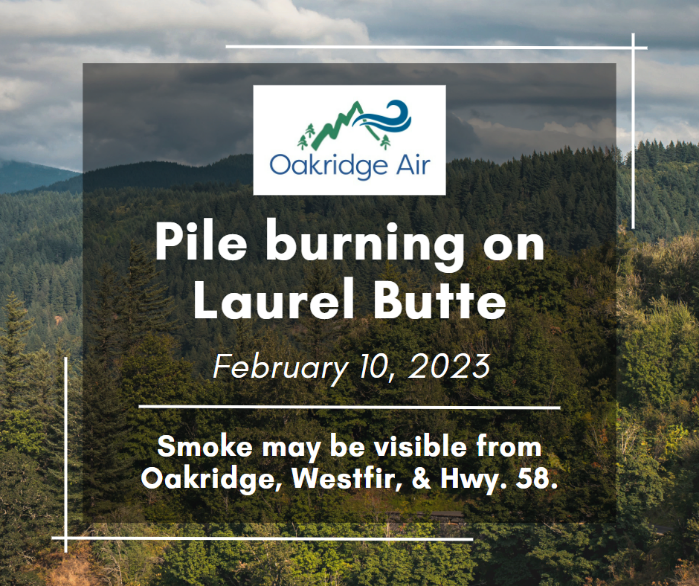 Oakridge Air
Pile burning on
Laurel Butte
February 10, 2023
Smoke may be visible from
Oakridge, Westfir, & Hwy. 58.